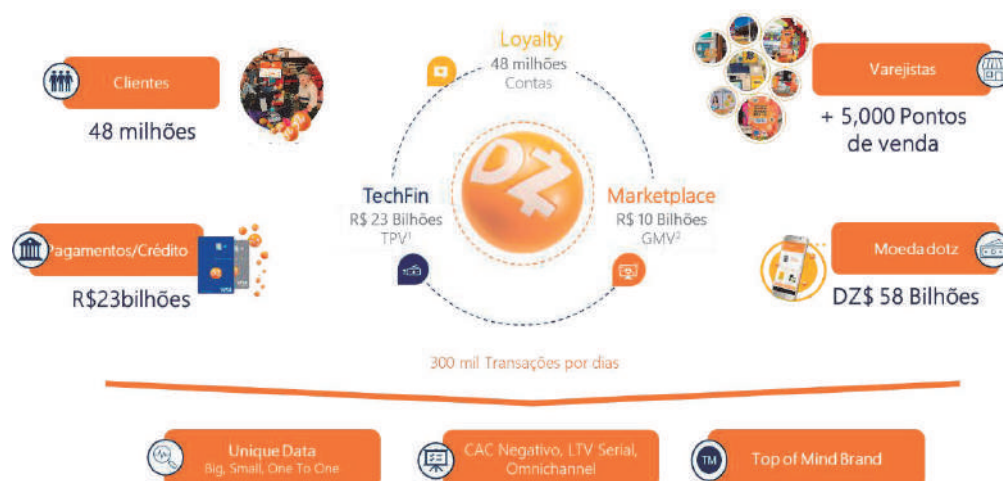 Loyalty
48 milhões
Contas
Clientes
48 milhões
Varejistas
+ 5,000 Pontos
de venda
DZ
TechFin
R$ 23 Bilhões
TPV¹
Marketplace
R$ 10 Bilhões
GMV²
Pagamentos/Crédito
R$23bilhões
Moeda dotz
DZ$ 58 Bilhões
300 mil Transações por dias
Unique Data
Big, Small, One To One
CAC Negativo, LTV Serial,
Omnichannel
TM
Top of Mind Brand